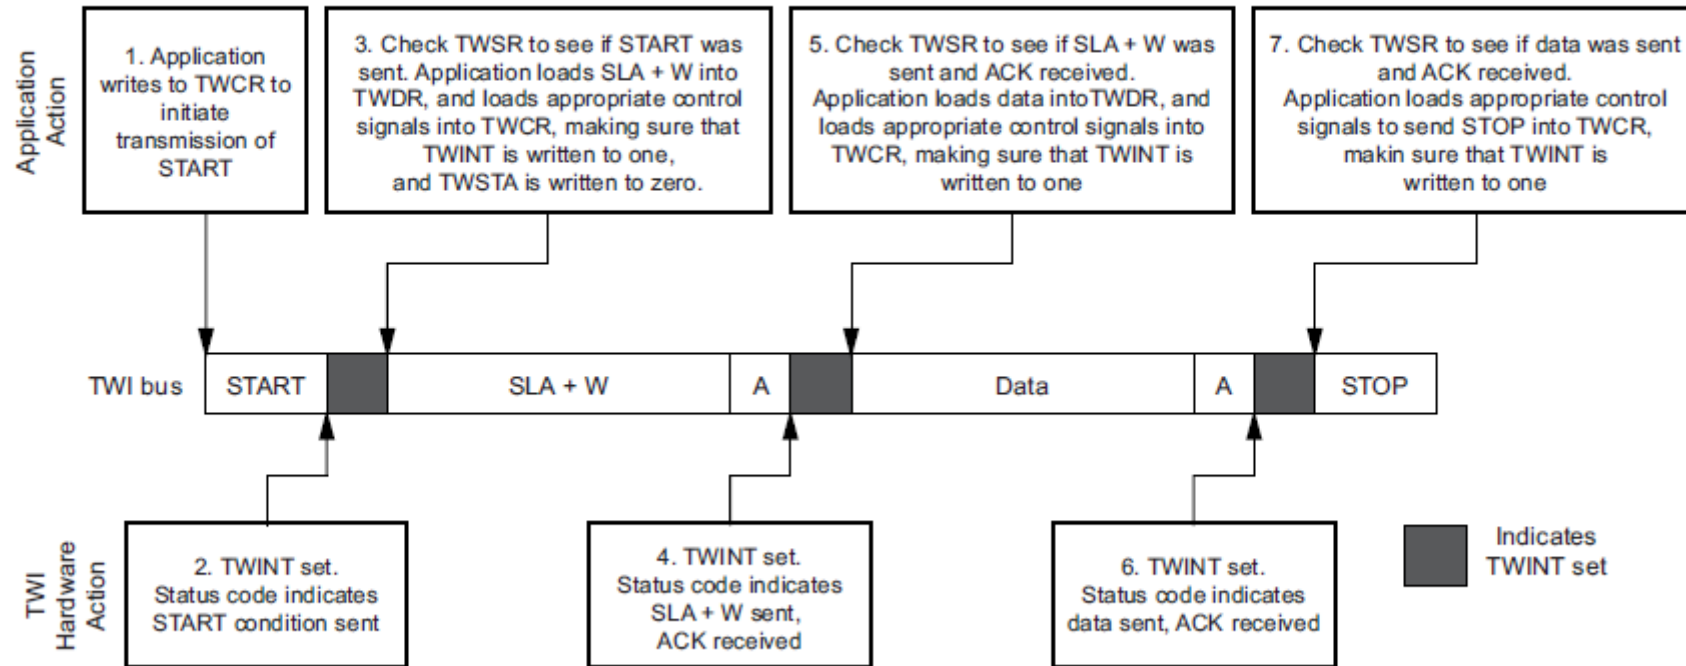 Application
Action
1. Application
writes to TWCR to
initiate
transmission of
START
3. Check TWSR to see if START was
sent. Application loads SLA + W into
TWDR, and loads appropriate control
signals into TWCR, making sure that
TWINT is written to one,
and TWSTA is written to zero.
5. Check TWSR to see if SLA + W was
sent and ACK received.
Application loads data intoTWDR, and
loads appropriate control signals into
TWCR, making sure that TWINT is
written to one
7. Check TWSR to see if data was sent
and ACK received.
Application loads appropriate control
signals to send STOP into TWCR,
makin sure that TWINT is
written to one
TWI bus
START
SLA + W
A
Data
A
STOP
TWI
Hardware
Action
2. TWINT set.
Status code indicates
START condition sent
4. TWINT set.
Status code indicates
SLA + W sent,
ACK received
6. TWINT set.
Status code indicates
data sent, ACK received
Indicates
TWINT set